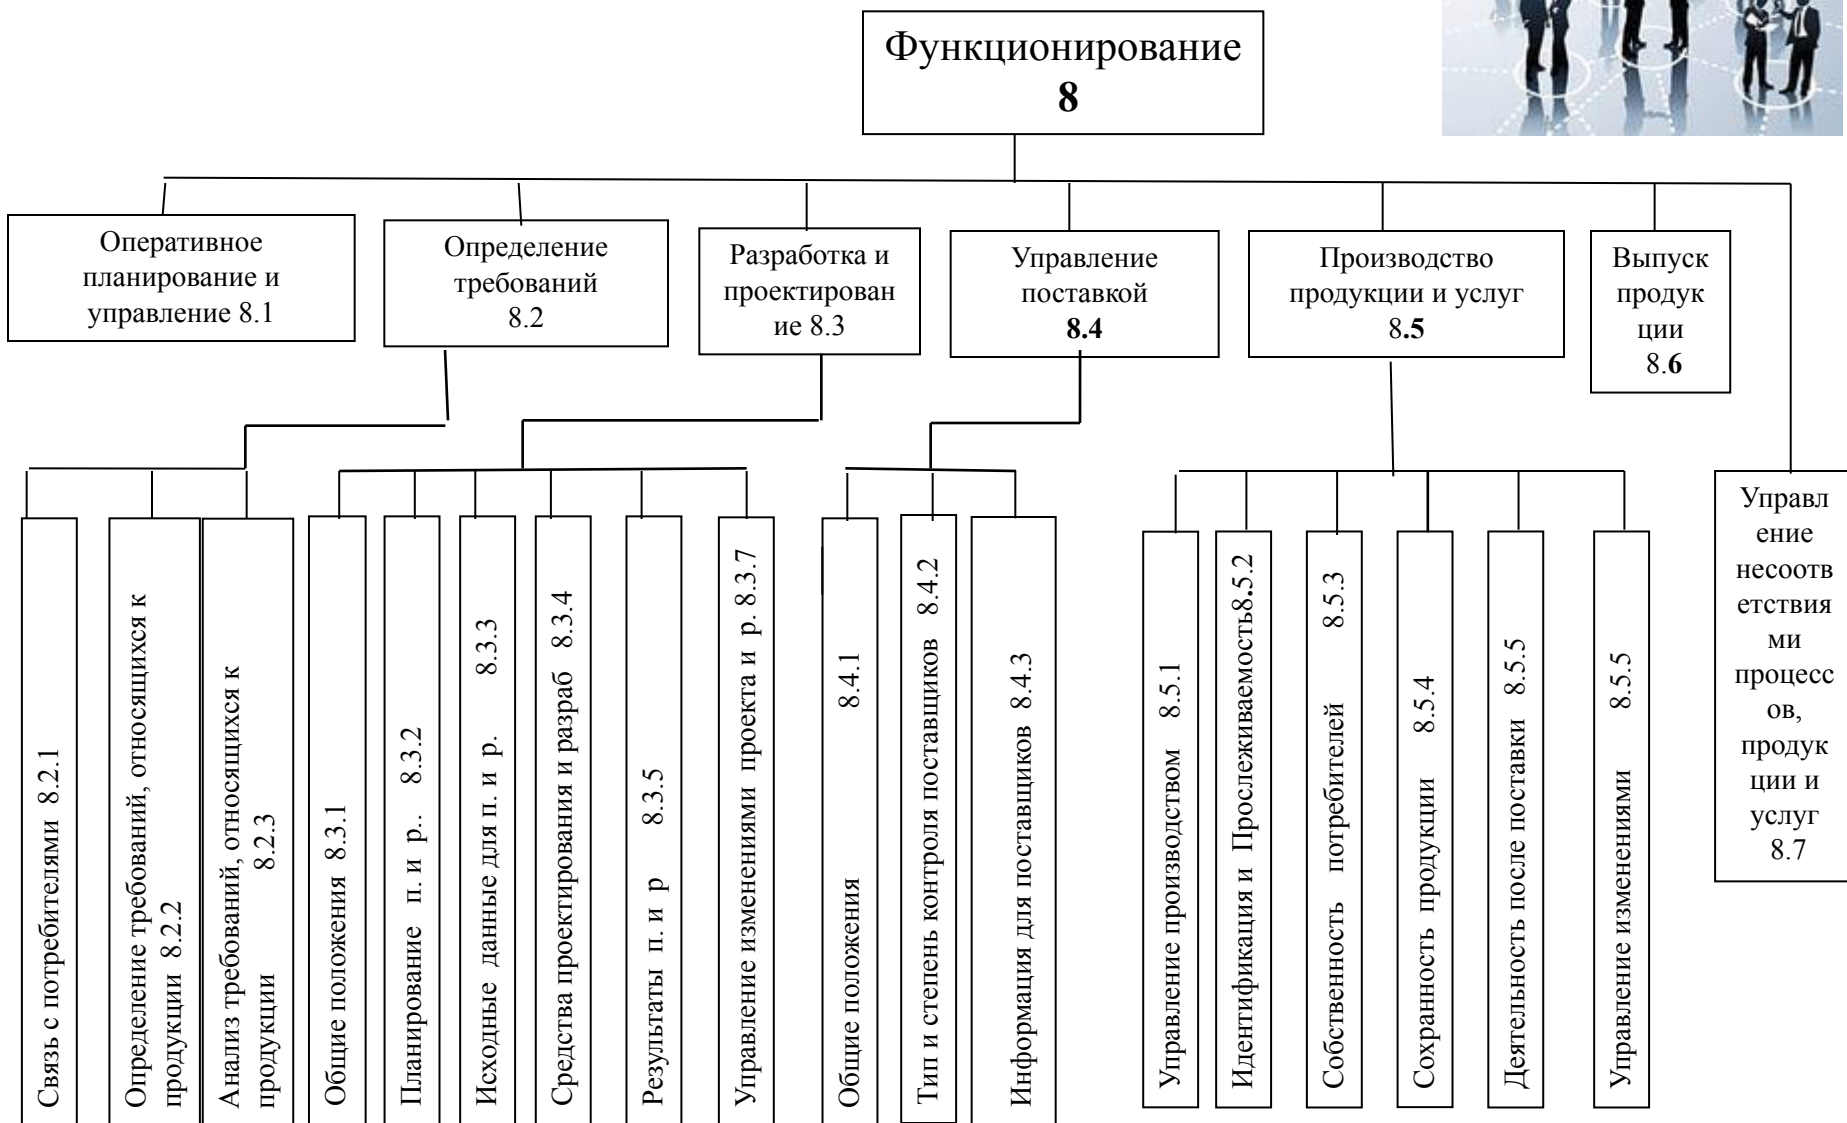 Функционирование
8
Оперативное
планирование и
управление 8.1
Определение
требований
8.2
Разработка и
проектирован
ие 8.3
Управление
поставкой
8.4
Производство
продукции и услуг
8.5
Выпуск
продук
ции
8.6
Связь с потребителями 8.2.1
Определение требований, относящихся к
продукции 8.2.2
Анализ требований, относящихся к
продукции 8.2.3
Общие положения 8.3.1
Планирование п. и р.. 8.3.2
Исходные данные для п. и р. 8.3.3
Средства проектирования и разраб 8.3.4
Результаты п. и р 8.3.5
Управление изменениями проекта и р. 8.3.7
Общие положения 8.4.1
Тип и степень контроля поставщиков 8.4.2
Информация для поставщиков 8.4.3
Управление производством 8.5.1
Идентификация и Прослеживаемость8.5.2
Собственность потребителей 8.5.3
Сохранность продукции 8.5.4
Деятельность после поставки 8.5.5
Управление изменениями 8.5.5
Управл
ение
несоотв
етствия
ми
процесс
ов,
продук
ции и
услуг
8.7